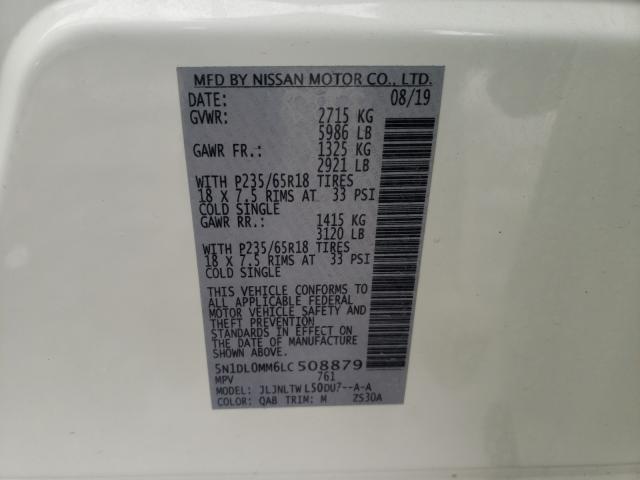 MFD BY NISSAN MOTOR CO., LTD.
DATE: 08/19
GVWR: 2715 KG
5986 LB
GAWR FR.: 1325 KG
2921 LB
WITH P235/65R18 TIRES
18 X 7.5 RIMS AT 33 PSI
COLD SINGLE
GAWR RR.: 1415 KG
3120 LB
WITH P235/65R18 TIRES
18 X 7.5 RIMS AT 33 PSI
COLD SINGLE
THIS VEHICLE CONFORMS TO
ALL APPLICABLE FEDERAL
MOTOR VEHICLE SAFETY AND
THEFT PREVENTION
STANDARDS IN EFFECT ON
THE DATE OF MANUFACTURE
SHOWN ABOVE.
5N1DL0MM6LC 508879
MPV 761
MODEL: JLJNLTW L50DU7--A-A
COLOR: QAB TRIM: M ZS30A